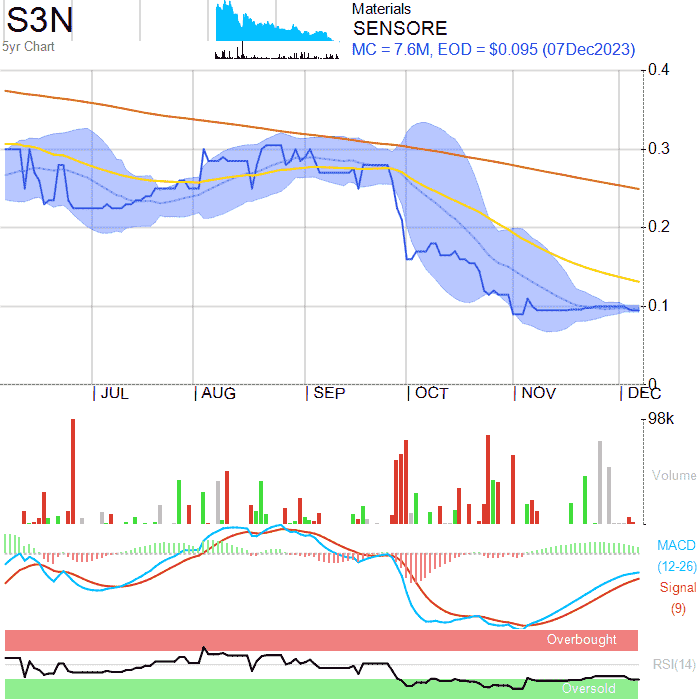 S3N
5yr Chart
Materials
SENSORE
MC = 7.6M, EOD = $0.095 (07Dec2023)
0.4
0.3
0.2
0.1
0
JUL AUG SEP OCT NOV DEC
98k
Volume
MACD
(12-26)
Signal
(9)
Overbought
RSI(14)
Oversold